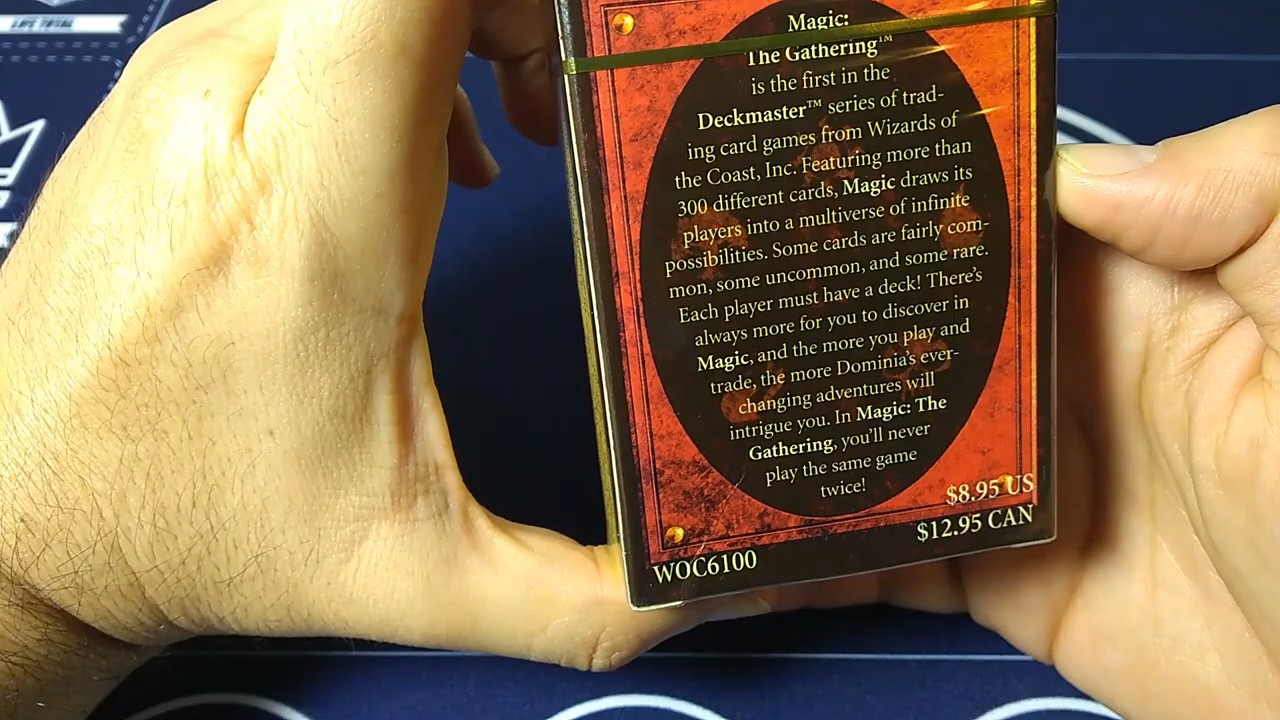 LIFE TOTAL
Magic:
The Gathering™
is the first in the
Deckmaster™ series of trad-
ing card games from Wizards of
the Coast, Inc. Featuring more than
300 different cards, Magic draws its
players into a multiverse of infinite
possibilities. Some cards are fairly com-
mon, some uncommon, and some rare.
Each player must have a deck! There's
always more for you to discover in
Magic, and the more you play and
trade, the more Dominia's ever-
changing adventures will
intrigue you. In Magic: The
Gathering, you'll never
play the same game
twice!
$8.95 US
$12.95 CAN
WOC6100